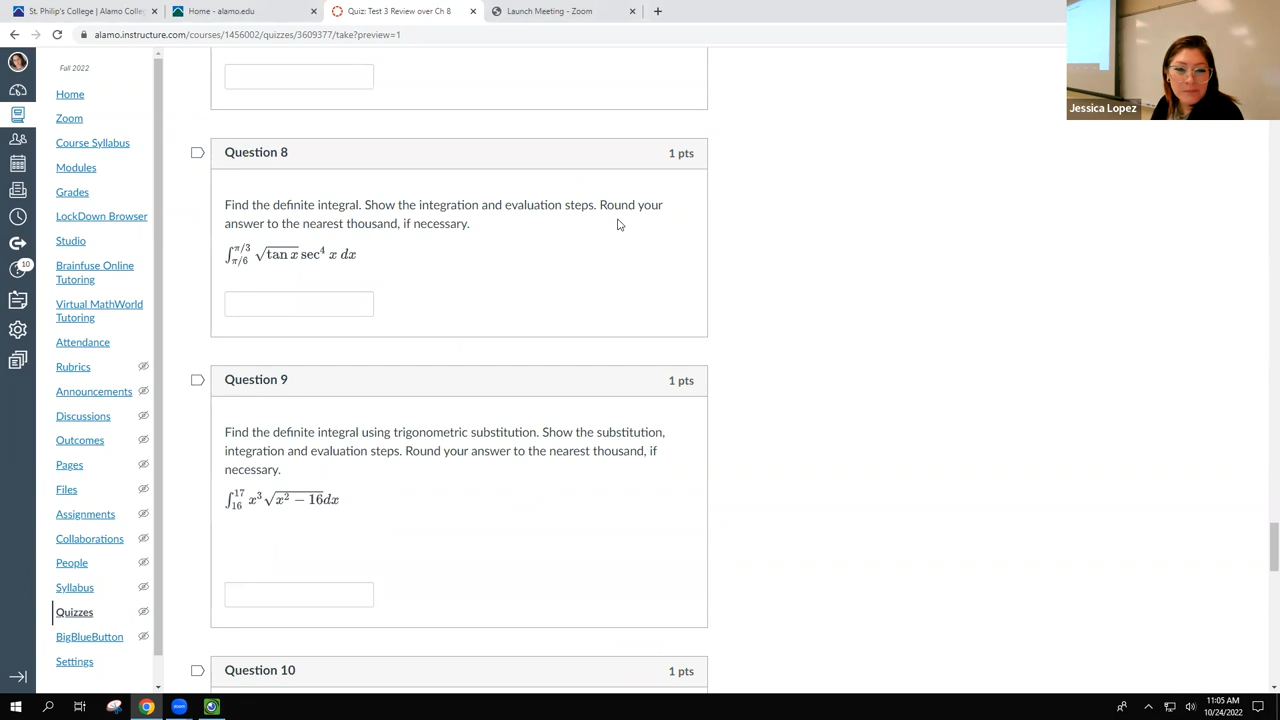 St. Philip's College | Alamo Colle
Home - alamo.edu
Quiz: Test 3 Review over Ch 8
Launch Meeting - Zoom
alamo.instructure.com/courses/1456002/quizzes/3609377/take?preview=1
Jessica Lopez
Fall 2022
Home
Zoom
Course Syllabus
Modules
Grades
LockDown Browser
Studio
Brainfuse Online
Tutoring
Virtual MathWorld
Tutoring
Attendance
Rubrics
Announcements
Discussions
Outcomes
Pages
Files
Assignments
Collaborations
People
Syllabus
Quizzes
BigBlueButton
Settings
10
Question 8
1 pts
Find the definite integral. Show the integration and evaluation steps. Round your
answer to the nearest thousand, if necessary.
∫_{π/6}^{π/3} √(tan x) sec⁴ x dx
Question 9
1 pts
Find the definite integral using trigonometric substitution. Show the substitution,
integration and evaluation steps. Round your answer to the nearest thousand, if
necessary.
∫_{16}^{17} x³ √(x² − 16) dx
Question 10
1 pts
11:05 AM
10/24/2022